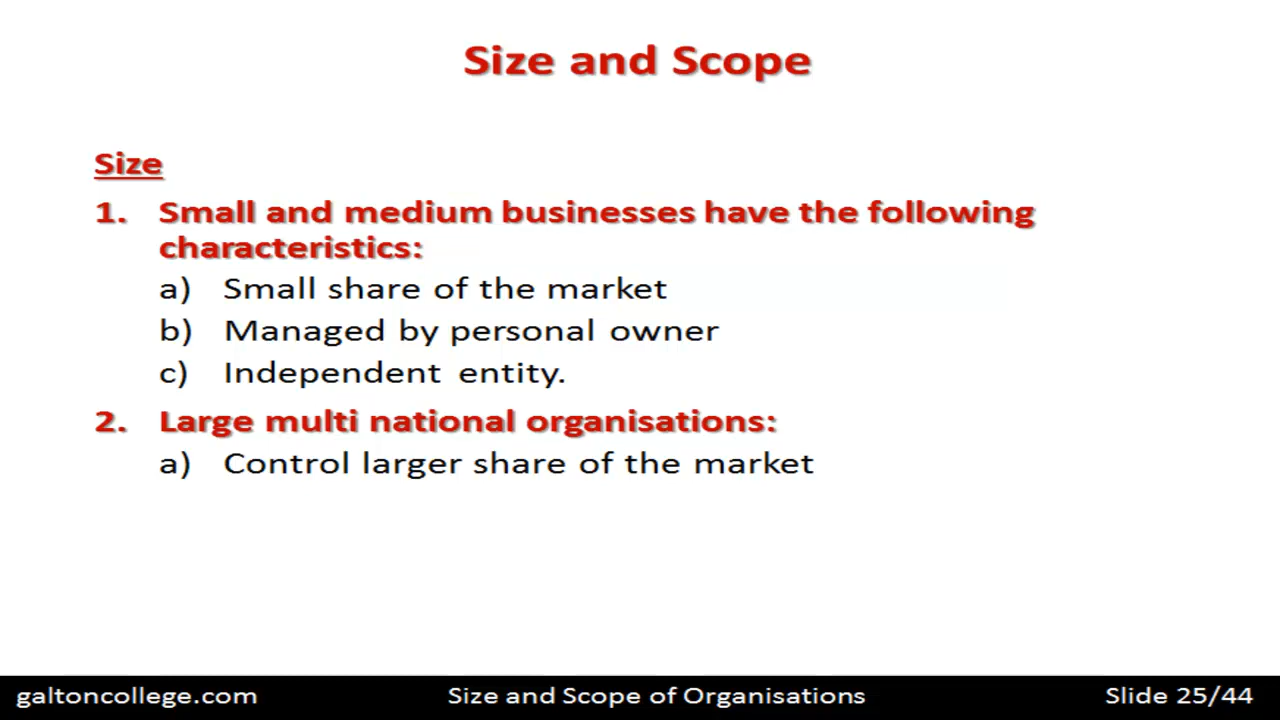 Size and Scope
Size
1. Small and medium businesses have the following
characteristics:
a) Small share of the market
b) Managed by personal owner
c) Independent entity.
2. Large multi national organisations:
a) Control larger share of the market
galtoncollege.com Size and Scope of Organisations Slide 25/44